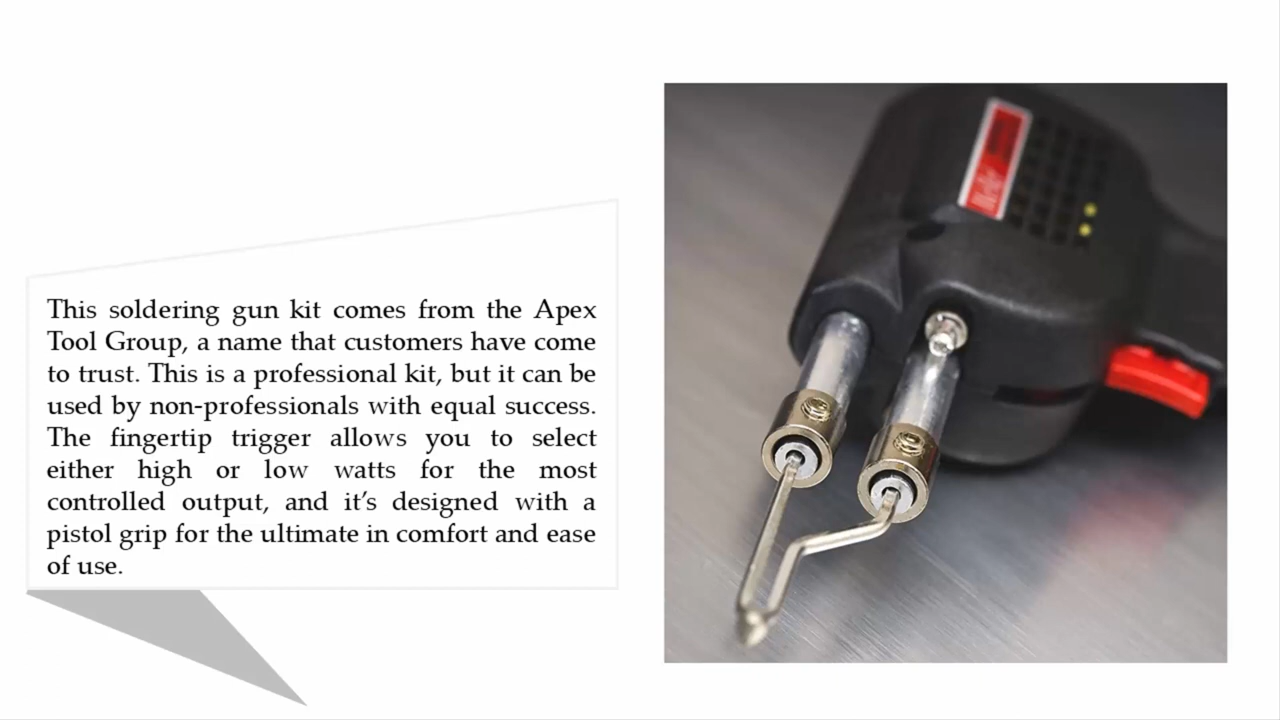 This soldering gun kit comes from the Apex
Tool Group, a name that customers have come
to trust. This is a professional kit, but it can be
used by non-professionals with equal success.
The fingertip trigger allows you to select
either high or low watts for the most
controlled output, and it’s designed with a
pistol grip for the ultimate in comfort and ease
of use.